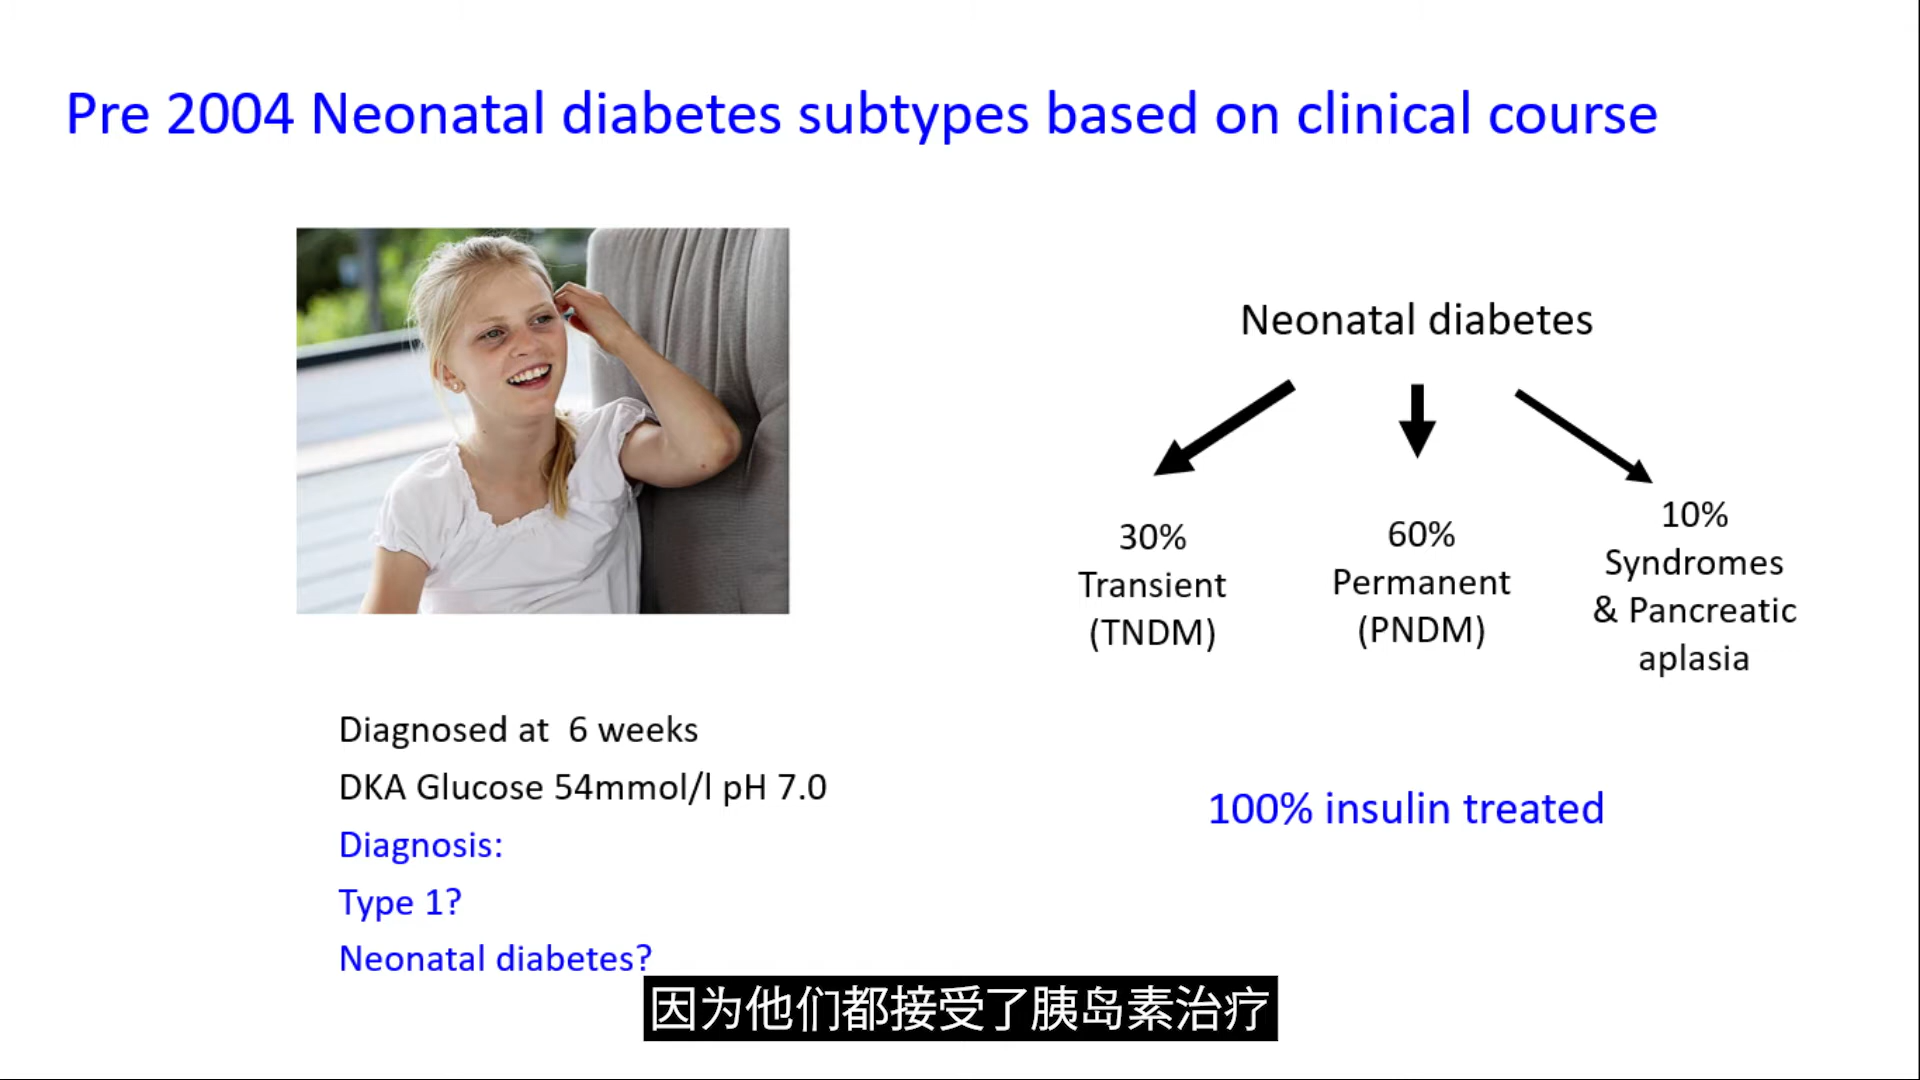 Pre 2004 Neonatal diabetes subtypes based on clinical course
Neonatal diabetes
30%
Transient
(TNDM)
60%
Permanent
(PNDM)
10%
Syndromes
& Pancreatic
aplasia
Diagnosed at  6 weeks
DKA Glucose 54mmol/l pH 7.0
Diagnosis:
Type 1?
Neonatal diabetes?
100% insulin treated
因为他们都接受了胰岛素治疗